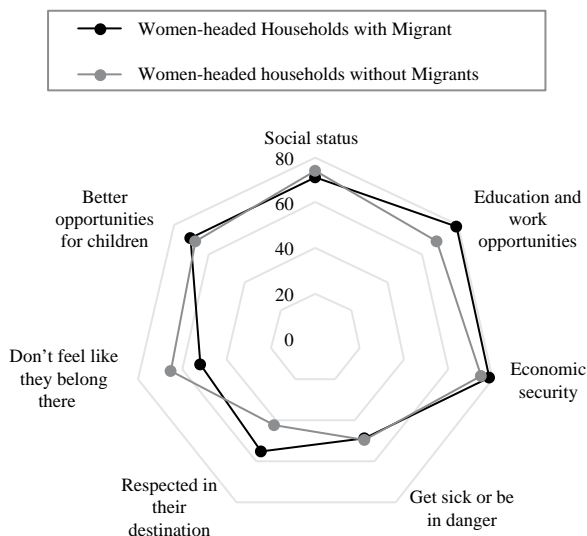 Women-headed Households with Migrant
Women-headed households without Migrants
Social status
80
60
40
20
0
Education and
work
opportunities
Economic
security
Get sick or be
in danger
Respected in
their
destination
Don’t feel like
they belong
there
Better
opportunities
for children